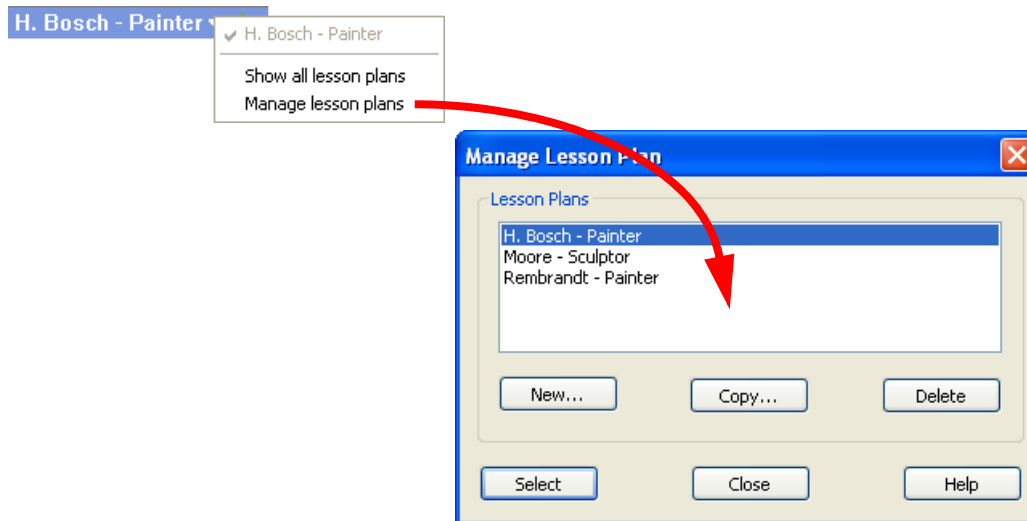 H. Bosch - Painter
H. Bosch - Painter
Show all lesson plans
Manage lesson plans
Manage Lesson Plan
Lesson Plans
H. Bosch - Painter
Moore - Sculptor
Rembrandt - Painter
New... Copy... Delete
Select Close Help